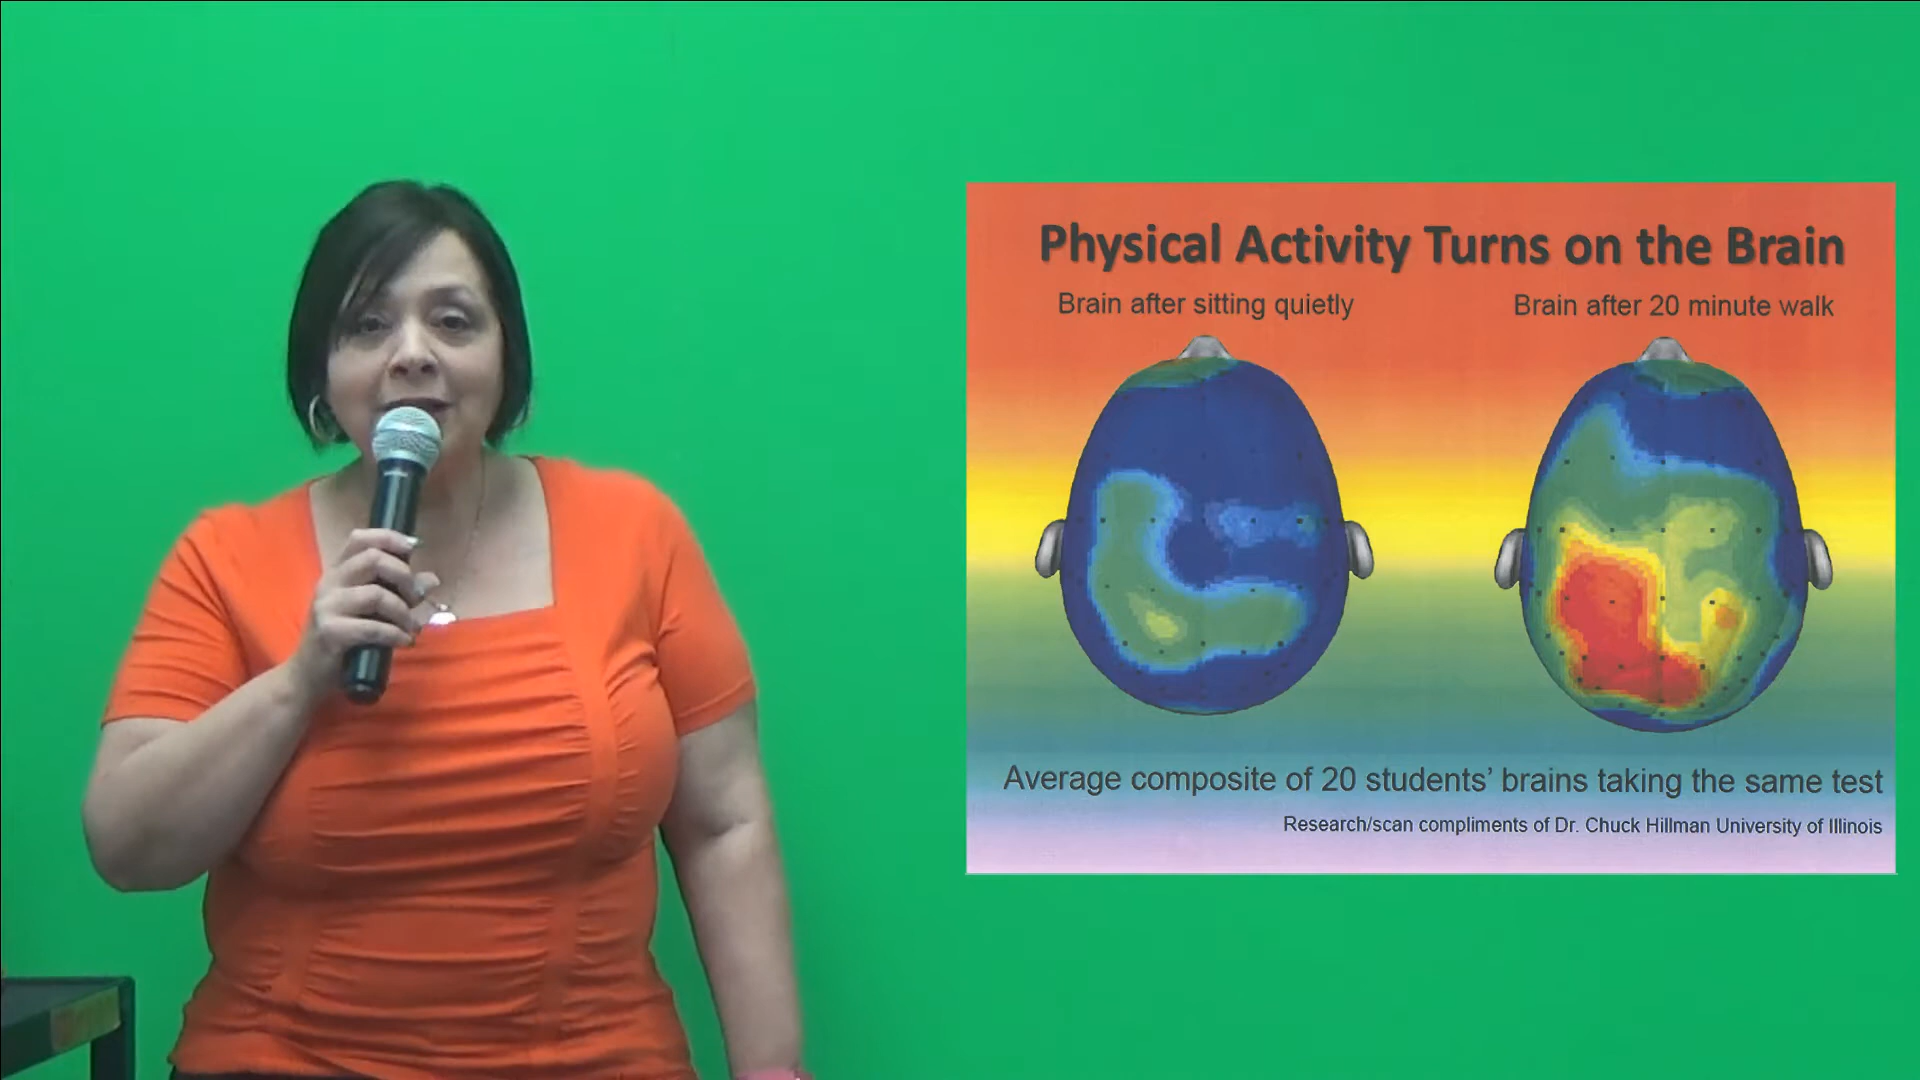 Physical Activity Turns on the Brain
Brain after sitting quietly
Brain after 20 minute walk
Average composite of 20 students’ brains taking the same test
Research/scan compliments of Dr. Chuck Hillman University of Illinois